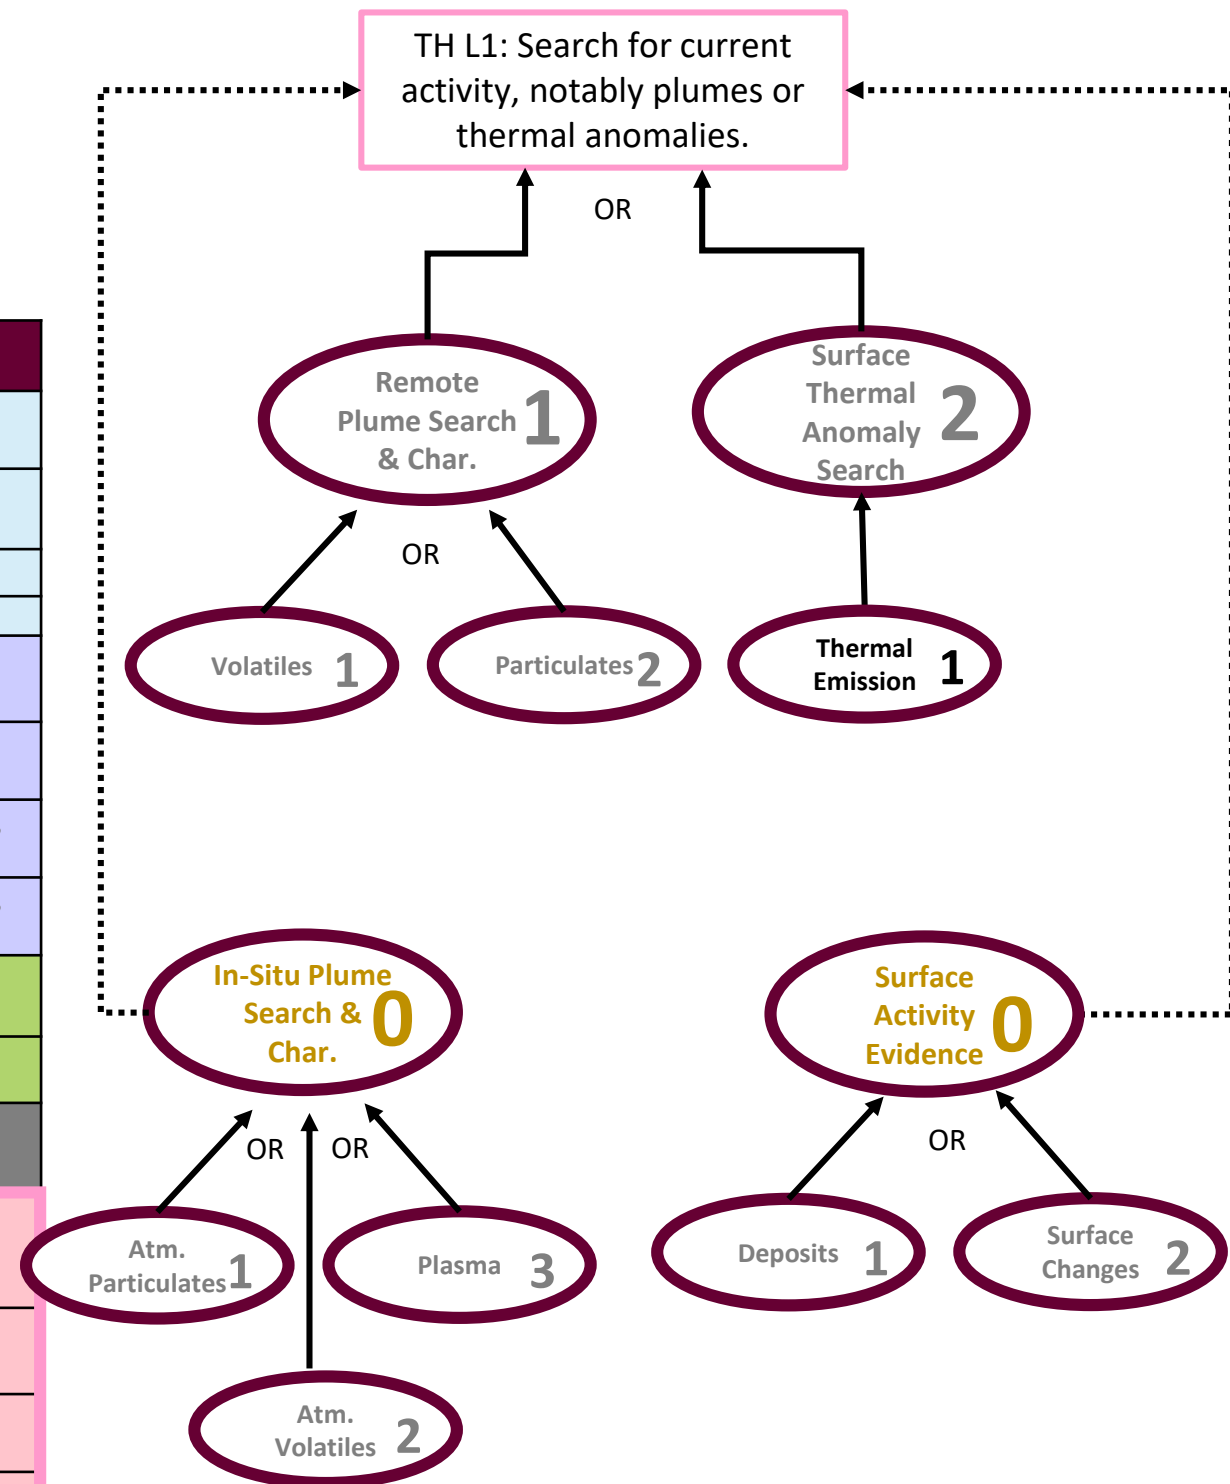 TH L1: Search for current
activity, notably plumes or
thermal anomalies.
OR
Remote
Plume Search
& Char.
1
Surface
Thermal
Anomaly
Search
2
OR
Volatiles 1
Particulates 2
Thermal
Emission
1
In-Situ Plume
Search &
Char.
0
Surface
Activity
Evidence
0
OR OR
OR
Atm.
Particulates
1
Plasma 3
Deposits 1
Surface
Changes
2
Atm.
Volatiles
2